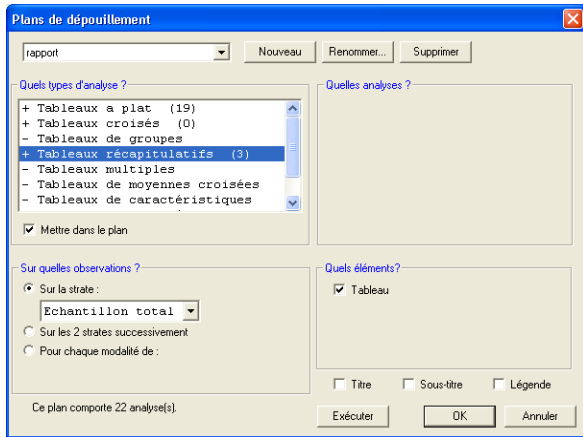 Plans de dépouillement
rapport
Nouveau
Renommer...
Supprimer
Quels types d'analyse ?
+ Tableaux a plat (19)
+ Tableaux croisés (0)
- Tableaux de groupes
+ Tableaux récapitulatifs (3)
- Tableaux multiples
- Tableaux de moyennes croisées
- Tableaux de caractéristiques
Mettre dans le plan
Quelles analyses ?
Sur quelles observations ?
Sur la strate :
Echantillon total
Sur les 2 strates successivement
Pour chaque modalité de :
Quels éléments?
Tableau
Titre
Sous-titre
Légende
Ce plan comporte 22 analyse(s).
Exécuter
OK
Annuler